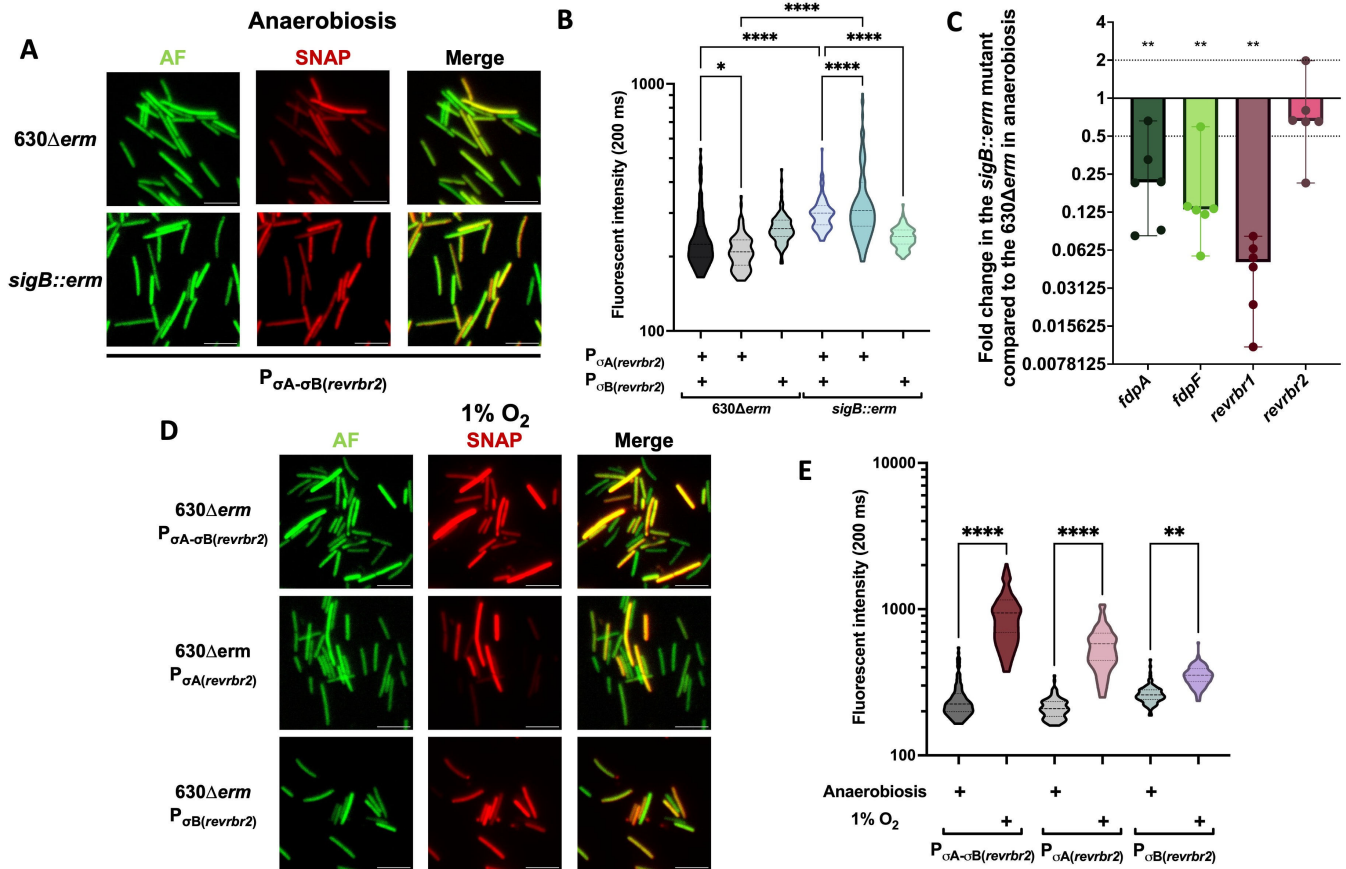 Anaerobiosis
A
AF
SNAP
Merge
630Δerm
sigB::erm
PσA-σB(revrbr2)
B
Fluorescent intensity (200 ms)
1000
100
****
****
****
*
****
PσA(revrbr2)
+
+
+
+
PσB(revrbr2)
+
+
+
+
630Δerm
sigB::erm
C
Fold change in the sigB::erm mutant
compared to the 630Δerm in anaerobiosis
4
2
1
0.5
0.25
0.125
0.0625
0.03125
0.015625
0.0078125
**
**
**
fdpA
fdpF
revrbr1
revrbr2
D
1% O2
AF
SNAP
Merge
630Δerm
PσA-σB(revrbr2)
630Δerm
PσA(revrbr2)
630Δerm
PσB(revrbr2)
E
Fluorescent intensity (200 ms)
10000
1000
100
****
****
**
Anaerobiosis
+
+
+
1% O2
+
+
+
PσA-σB(revrbr2)
PσA(revrbr2)
PσB(revrbr2)